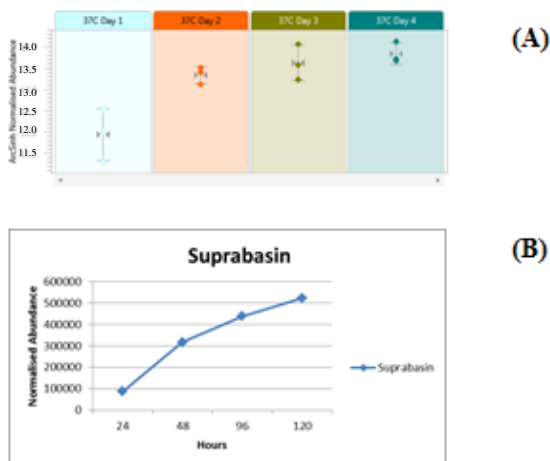 37C Day 1 37C Day 2 37C Day 3 37C Day 4
(A)
ArcSinh Normalised Abundance
14.0
13.5
13.0
12.5
12.0
11.5
(B)
Suprabasin
Normalised Abundance
600000
500000
400000
300000
200000
100000
0
Suprabasin
24 48 96 120
Hours